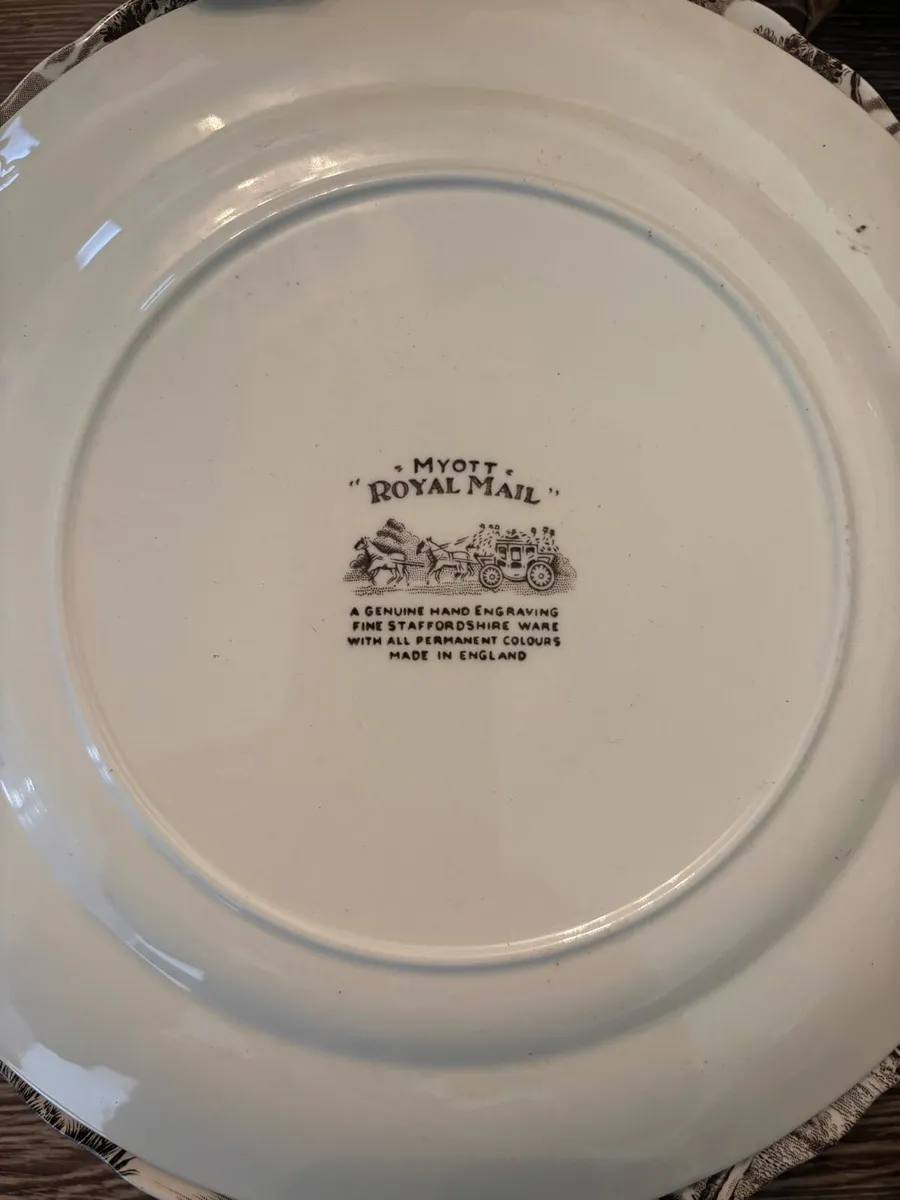 MYOTT
"ROYAL MAIL"
A GENUINE HAND ENGRAVING
FINE STAFFORDSHIRE WARE
WITH ALL PERMANENT COLOURS
MADE IN ENGLAND